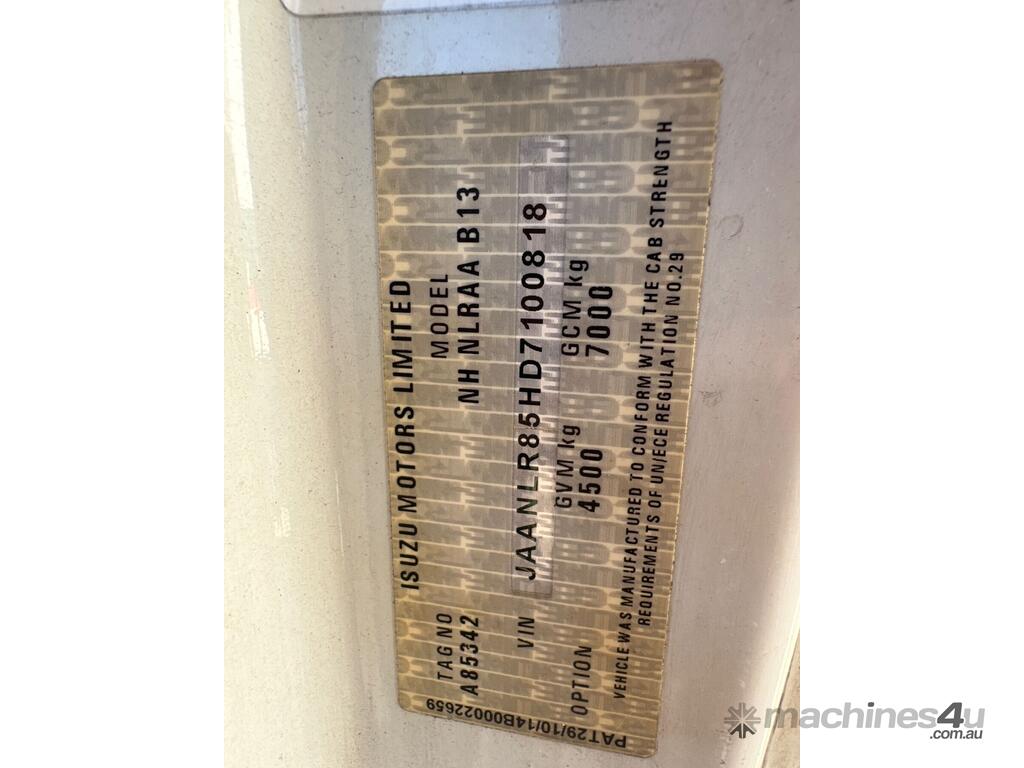 ISUZU MOTORS LIMITED
TAG NO MODEL
A85342 NH NLRAA B13
VIN JAANLR85HD7100818
GVM kg GCM kg
OPTION 4500 7000
VEHICLE WAS MANUFACTURED TO CONFORM WITH THE CAB STRENGTH
REQUIREMENTS OF UN/ECE REGULATION NO.29
PAT29/10/14B00022659
machines4u
.com.au